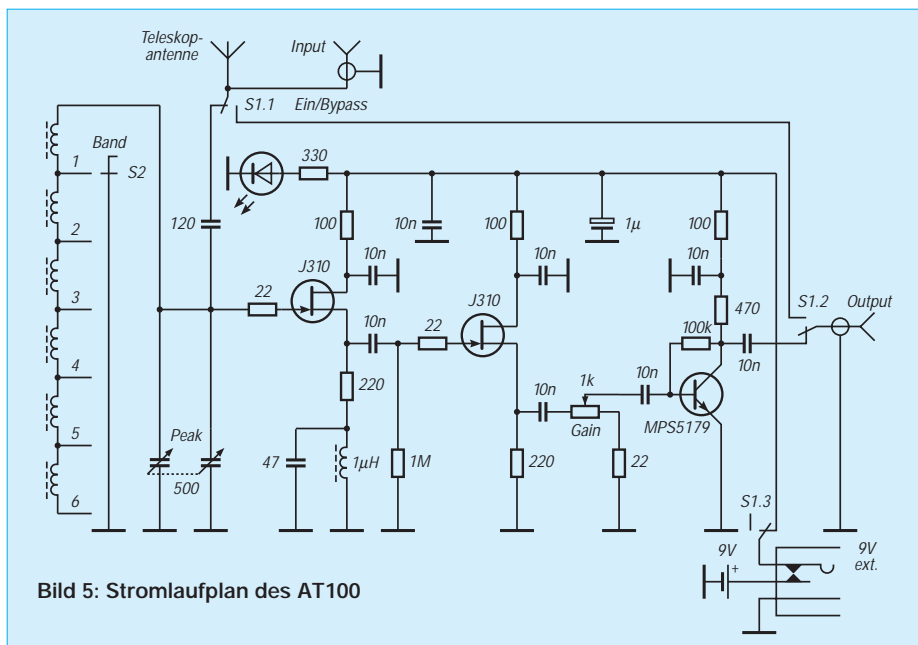 Teleskop-
antenne
Input
S1.1
Ein/Bypass
Band
1
S2
330
2
120
100
10n
100
1µ
100
10n
10n
10n
J310
J310
3
22
10n
22
470
S1.2
Output
100k
4
220
10n
1k
10n
10n
MPS5179
5
Peak
Gain
47
1µH
1M
220
22
500
6
S1.3
9V
+
9V
ext.
Bild 5: Stromlaufplan des AT100